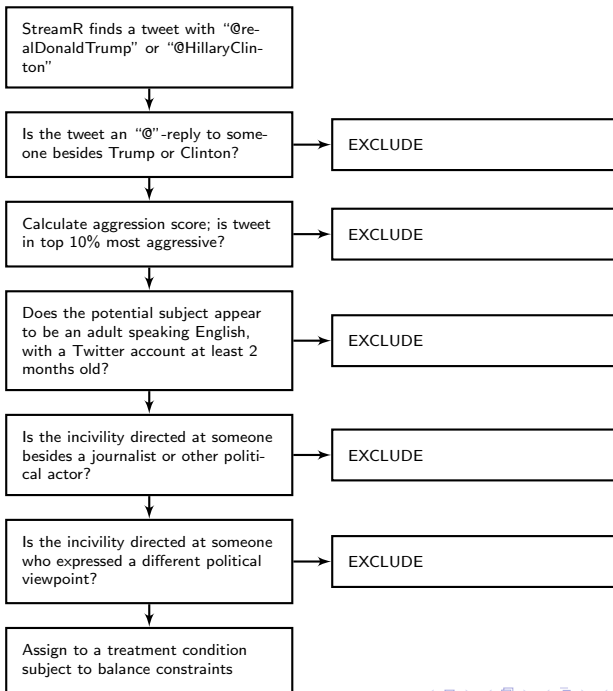 StreamR finds a tweet with “@re-
alDonaldTrump” or “@HillaryClin-
ton”
Is the tweet an “@”-reply to some-
one besides Trump or Clinton?
EXCLUDE
Calculate aggression score; is tweet
in top 10% most aggressive?
EXCLUDE
Does the potential subject appear
to be an adult speaking English,
with a Twitter account at least 2
months old?
EXCLUDE
Is the incivility directed at someone
besides a journalist or other politi-
cal actor?
EXCLUDE
Is the incivility directed at someone
who expressed a different political
viewpoint?
EXCLUDE
Assign to a treatment condition
subject to balance constraints